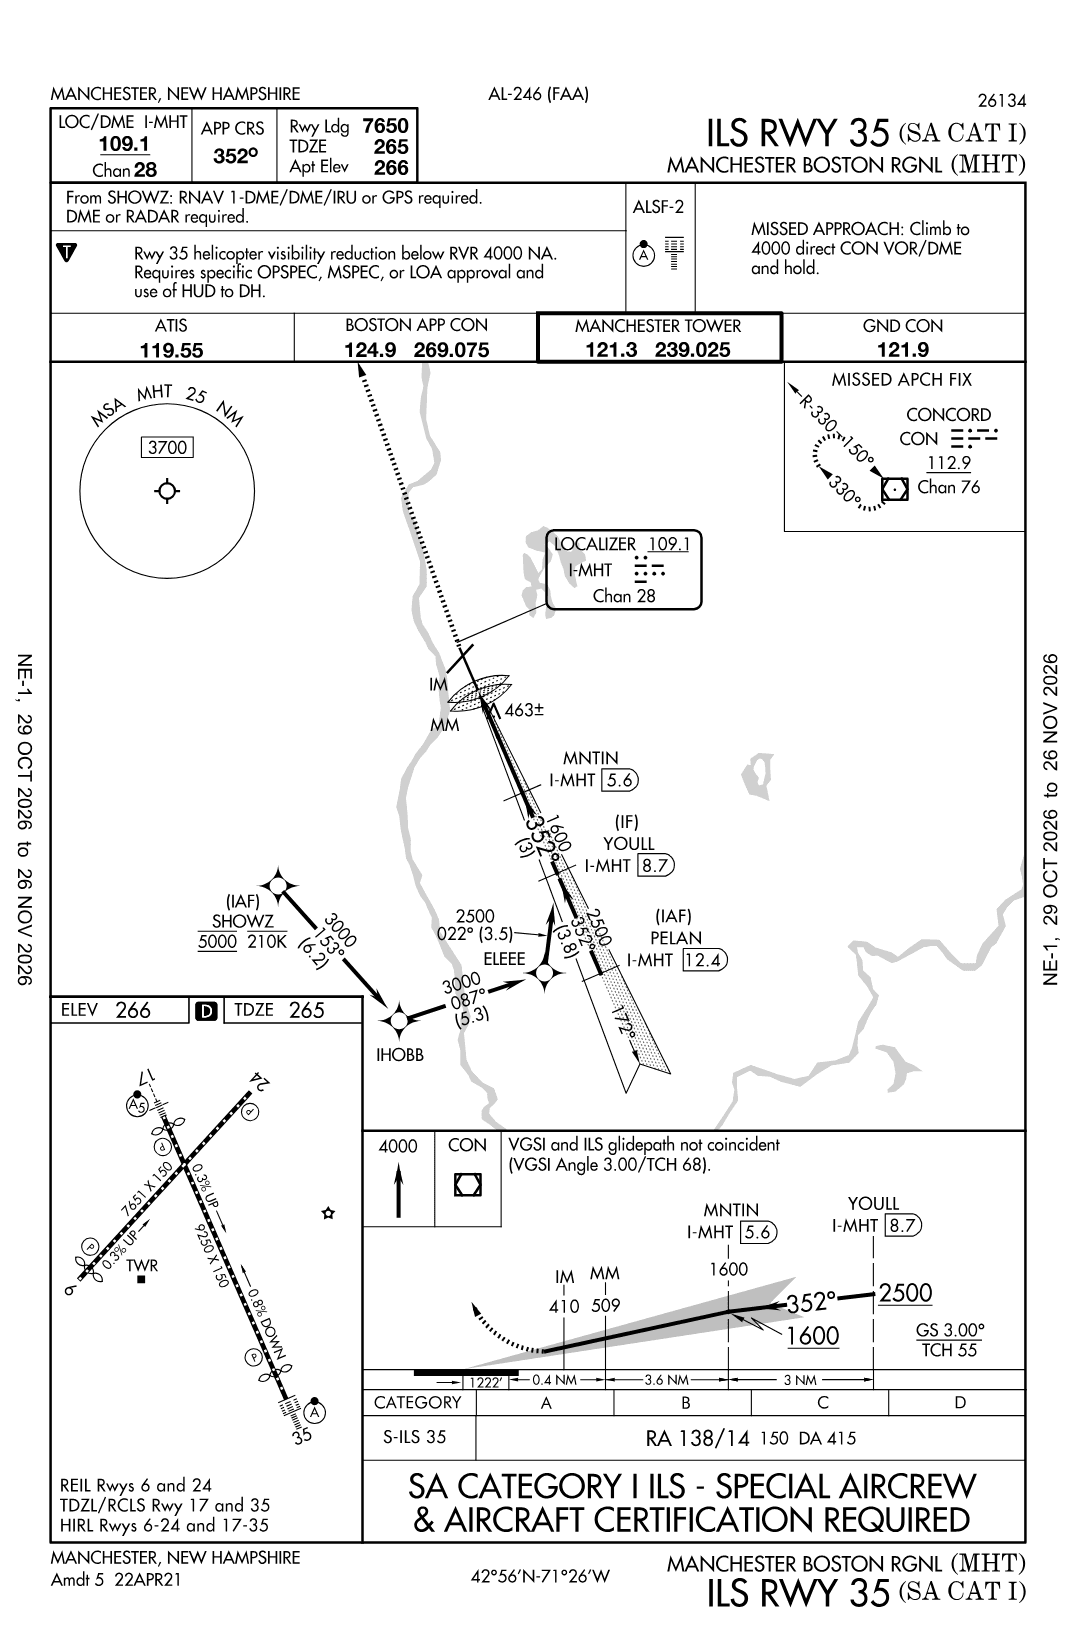 MANCHESTER, NEW HAMPSHIRE
AL-246 (FAA)
26134
ILS RWY 35 (SA CAT I)
MANCHESTER BOSTON RGNL (MHT)
LOC/DME I-MHT
109.1
Chan 28
APP CRS
352°
Rwy Ldg 7650
TDZE 265
Apt Elev 266
From SHOWZ: RNAV 1-DME/DME/IRU or GPS required.
DME or RADAR required.
T
Rwy 35 helicopter visibility reduction below RVR 4000 NA.
Requires specific OPSPEC, MSPEC, or LOA approval and
use of HUD to DH.
ALSF-2
A
MISSED APPROACH: Climb to
4000 direct CON VOR/DME
and hold.
ATIS
119.55
BOSTON APP CON
124.9 269.075
MANCHESTER TOWER
121.3 239.025
GND CON
121.9
MSA MHT 25 NM
3700
MISSED APCH FIX
CONCORD
CON
112.9
Chan 76
R-330
150°
330°
LOCALIZER 109.1
I-MHT
Chan 28
IM
MM
463±
MNTIN
I-MHT 5.6
1600
352°
(3)
(IF)
YOULL
I-MHT 8.7
2500
352°
(3.8)
(IAF)
PELAN
I-MHT 12.4
172°
(IAF)
SHOWZ
5000 210K
3000
153°
(6.2)
IHOBB
3000
087°
(5.3)
ELEEE
2500
022° (3.5)
NE-1, 29 OCT 2026 to 26 NOV 2026
NE-1, 29 OCT 2026 to 26 NOV 2026
ELEV 266
D
TDZE 265
17
A5
24
P
P
7651 X 150
0.3% UP
0.3% UP
P
6
TWR
9250 X 150
0.8% DOWN
P
A
35
REIL Rwys 6 and 24
TDZL/RCLS Rwy 17 and 35
HIRL Rwys 6-24 and 17-35
4000
CON
VGSI and ILS glidepath not coincident
(VGSI Angle 3.00/TCH 68).
MNTIN
I-MHT 5.6
1600
YOULL
I-MHT 8.7
IM
410
MM
509
352°
2500
1600
GS 3.00°
TCH 55
1222'
0.4 NM
3.6 NM
3 NM
CATEGORY A B C D
S-ILS 35 RA 138/14 150 DA 415
SA CATEGORY I ILS - SPECIAL AIRCREW
& AIRCRAFT CERTIFICATION REQUIRED
MANCHESTER, NEW HAMPSHIRE
Amdt 5 22APR21
42°56'N-71°26'W
MANCHESTER BOSTON RGNL (MHT)
ILS RWY 35 (SA CAT I)